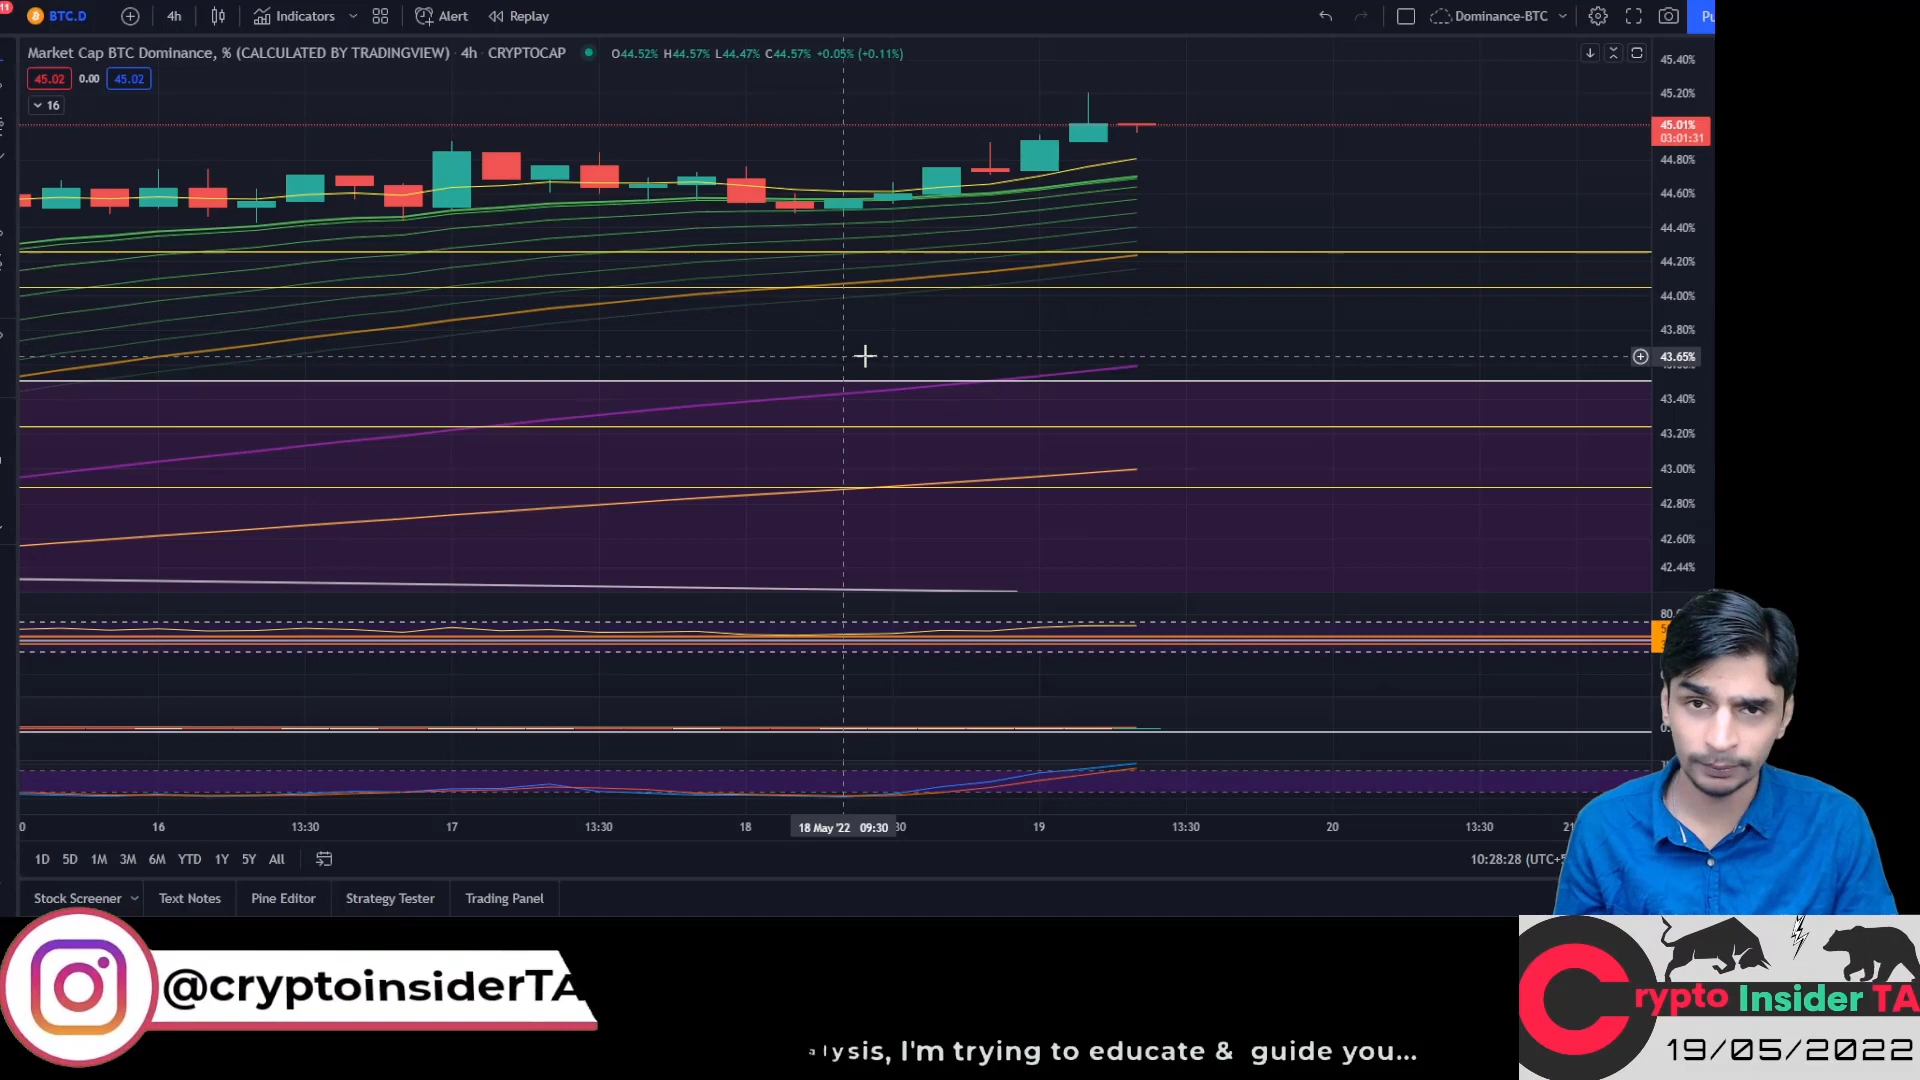 11
BTC.D 4h Indicators Alert Replay Dominance-BTC
Market Cap BTC Dominance, % (CALCULATED BY TRADINGVIEW) · 4h · CRYPTOCAP O44.52% H44.57% L44.47% C44.57% +0.05% (+0.11%)
45.02 0.00 45.02
16
45.40%
45.20%
45.01%
03:01:31
44.80%
44.60%
44.40%
44.20%
44.00%
43.80%
43.65%
43.40%
43.20%
43.00%
42.80%
42.60%
42.44%
16 13:30 17 13:30 18 18 May '22 09:30 19 13:30 20 13:30
1D 5D 1M 3M 6M YTD 1Y 5Y All
10:28:28 (UTC+5
Stock Screener Text Notes Pine Editor Strategy Tester Trading Panel
@cryptoinsiderTA
rypto Insider TA
19/05/2022
alysis, I'm trying to educate & guide you...